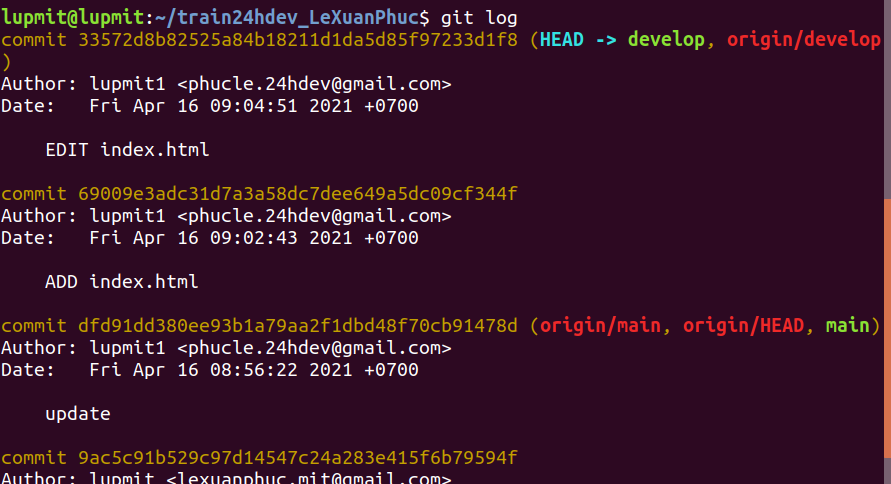 lupmit@lupmit:~/train24hdev_LeXuanPhuc$ git log
commit 33572d8b82525a84b18211d1da5d85f97233d1f8 (HEAD -> develop, origin/develop
)
Author: lupmit1 <phucle.24hdev@gmail.com>
Date:   Fri Apr 16 09:04:51 2021 +0700
    EDIT index.html
commit 69009e3adc31d7a3a58dc7dee649a5dc09cf344f
Author: lupmit1 <phucle.24hdev@gmail.com>
Date:   Fri Apr 16 09:02:43 2021 +0700
    ADD index.html
commit dfd91dd380ee93b1a79aa2f1dbd48f70cb91478d (origin/main, origin/HEAD, main)
Author: lupmit1 <phucle.24hdev@gmail.com>
Date:   Fri Apr 16 08:56:22 2021 +0700
    update
commit 9ac5c91b529c97d14547c24a283e415f6b79594f
Author: lupmit <lexuanphuc.mit@gmail.com>